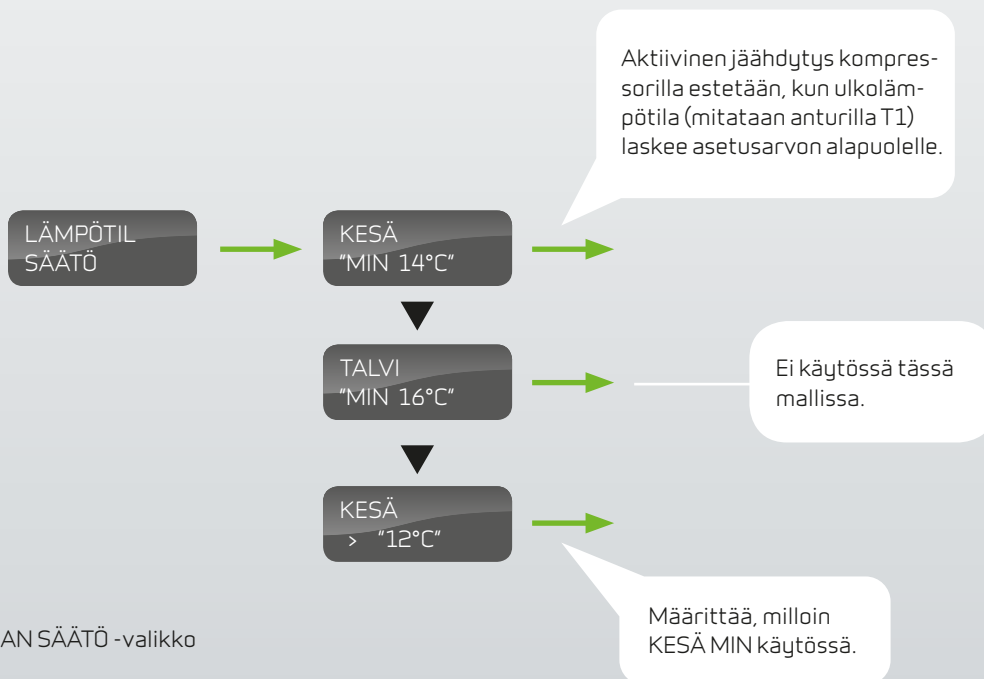 Aktiivinen jäähdytys kompres-
sorilla estetään, kun ulkoläm-
pötila (mitataan anturilla T1)
laskee asetusarvon alapuolelle.
LÄMPÖTIL
SÄÄTÖ
KESÄ
"MIN 14°C"
TALVI
"MIN 16°C"
Ei käytössä tässä
mallissa.
KESÄ
> "12°C"
Määrittää, milloin
KESÄ MIN käytössä.
AN SÄÄTÖ -valikko